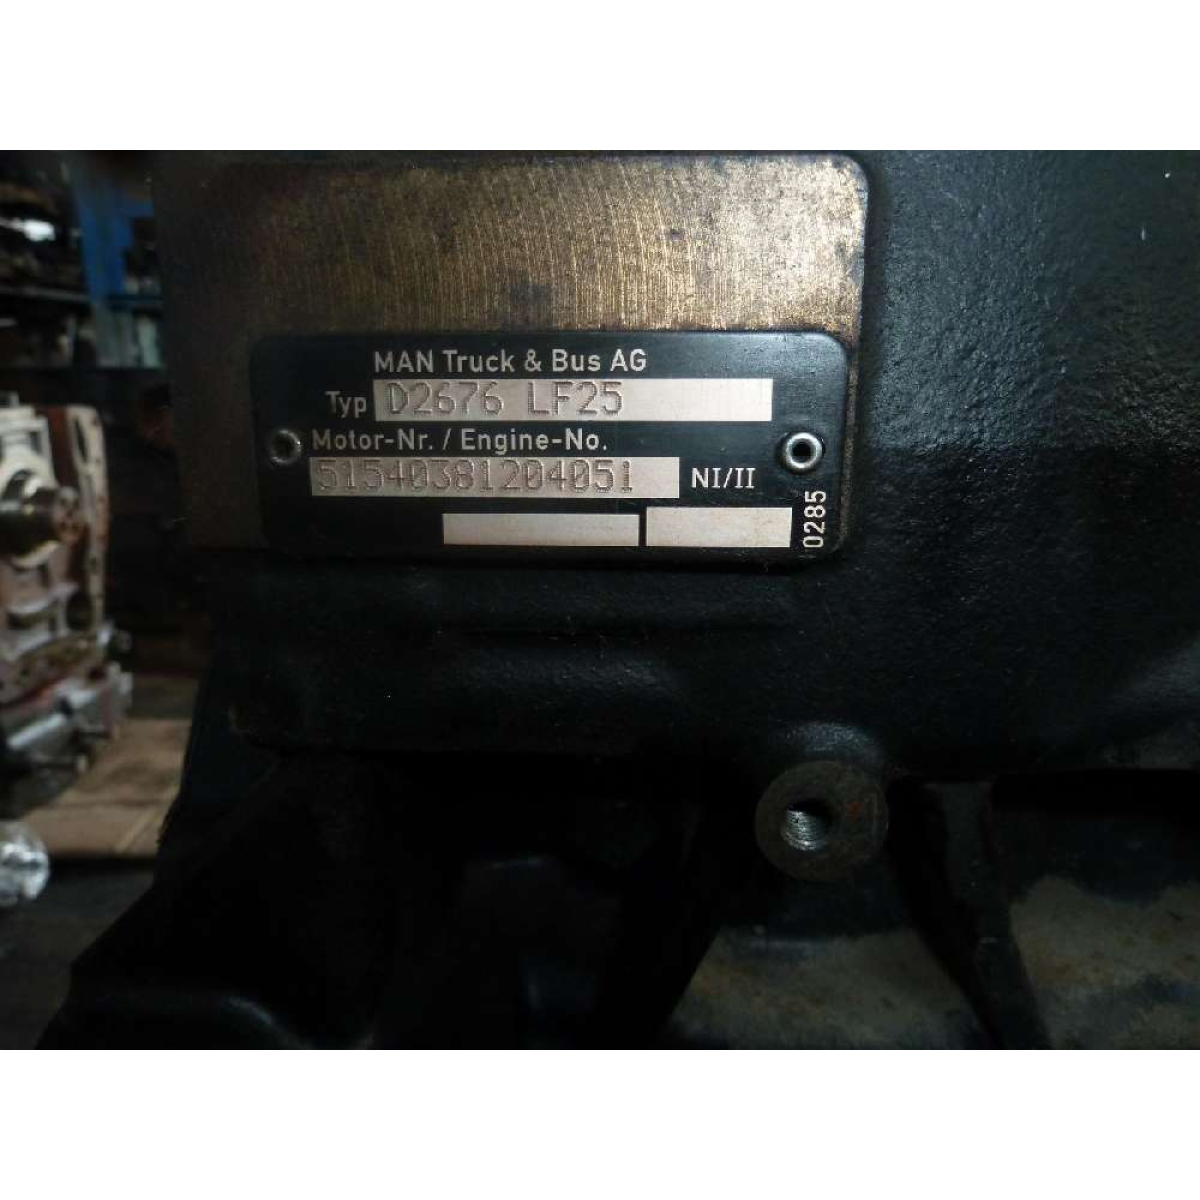 MAN Truck & Bus AG
Typ D2676 LF25
Motor-Nr. / Engine-No.
51540381204051 NI/II
0285